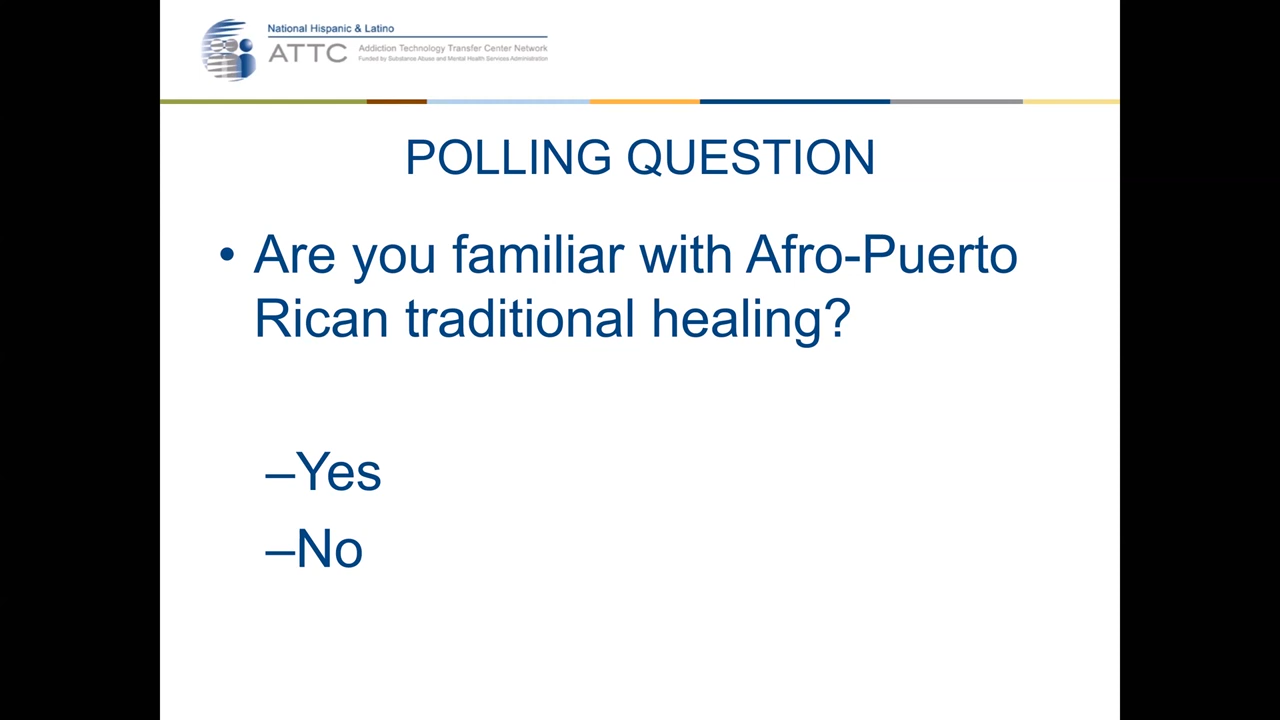 National Hispanic & Latino
ATTC
Addiction Technology Transfer Center Network
Funded by Substance Abuse and Mental Health Services Administration
POLLING QUESTION
• Are you familiar with Afro-Puerto
Rican traditional healing?
–Yes
–No